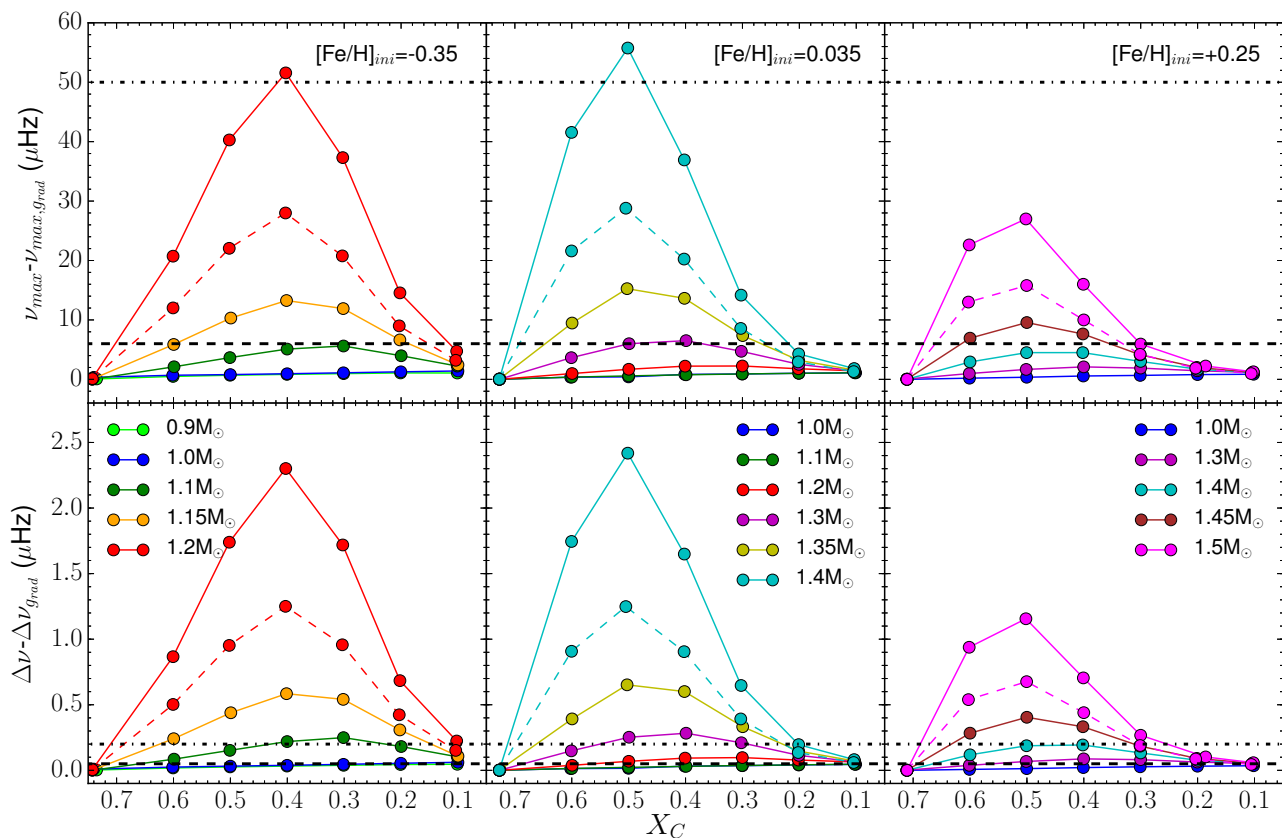 [Fe/H]ini=-0.35
[Fe/H]ini=0.035
[Fe/H]ini=+0.25
60
50
40
30
20
10
0
νmax-νmax,grad (μHz)
0.9M⊙
1.0M⊙
1.1M⊙
1.15M⊙
1.2M⊙
1.0M⊙
1.1M⊙
1.2M⊙
1.3M⊙
1.35M⊙
1.4M⊙
1.0M⊙
1.3M⊙
1.4M⊙
1.45M⊙
1.5M⊙
2.5
2.0
1.5
1.0
0.5
0.0
Δν-Δνgrad (μHz)
0.7 0.6 0.5 0.4 0.3 0.2 0.1
0.7 0.6 0.5 0.4 0.3 0.2 0.1
0.7 0.6 0.5 0.4 0.3 0.2 0.1
XC